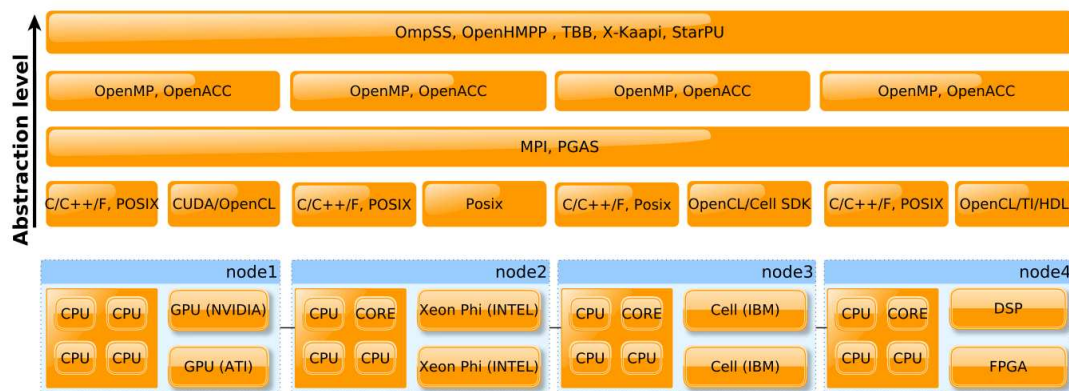 Abstraction level
OmpSS, OpenHMPP , TBB, X-Kaapi, StarPU
OpenMP, OpenACC
OpenMP, OpenACC
OpenMP, OpenACC
OpenMP, OpenACC
MPI, PGAS
C/C++/F, POSIX
CUDA/OpenCL
C/C++/F, POSIX
Posix
C/C++/F, Posix
OpenCL/Cell SDK
C/C++/F, POSIX
OpenCL/TI/HDL
node1
CPU CPU
GPU (NVIDIA)
CPU CPU
GPU (ATI)
node2
CPU CORE
Xeon Phi (INTEL)
CPU CPU
Xeon Phi (INTEL)
node3
CPU CORE
Cell (IBM)
CPU CPU
Cell (IBM)
node4
CPU CORE
DSP
CPU CPU
FPGA